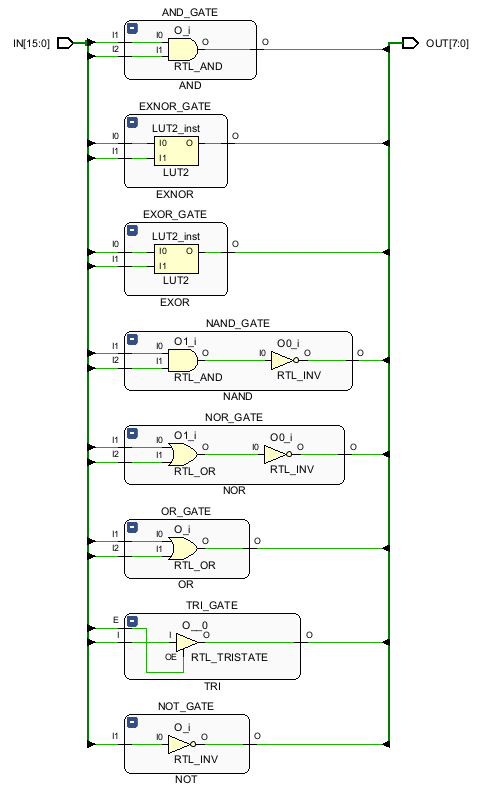 AND_GATE
IN[15:0]
OUT[7:0]
I1 I0 O_i O O
I2 I1
RTL_AND
AND
EXNOR_GATE
LUT2_inst
I0 I0 O O
I1 I1
LUT2
EXNOR
EXOR_GATE
LUT2_inst
I0 I0 O O
I1 I1
LUT2
EXOR
NAND_GATE
O1_i O0_i
I1 I0 O I0 O O
I2 I1
RTL_AND RTL_INV
NAND
NOR_GATE
O1_i O0_i
I1 I0 O I0 O O
I2 I1
RTL_OR RTL_INV
NOR
OR_GATE
O_i
I1 I0 O O
I2 I1
RTL_OR
OR
TRI_GATE
E O__0
I I O O
OE RTL_TRISTATE
TRI
NOT_GATE
O_i
I1 I0 O O
RTL_INV
NOT